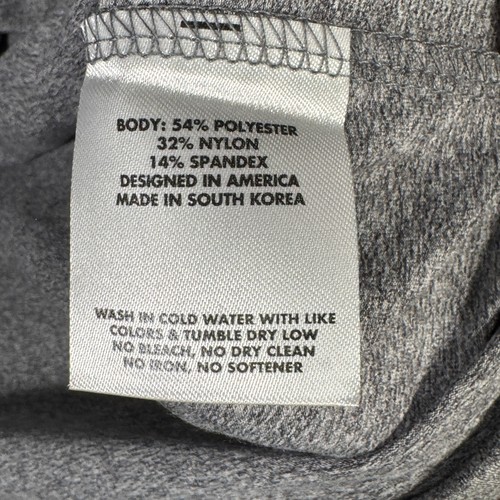 BODY: 54% POLYESTER
32% NYLON
14% SPANDEX
DESIGNED IN AMERICA
MADE IN SOUTH KOREA
WASH IN COLD WATER WITH LIKE
COLORS & TUMBLE DRY LOW
NO BLEACH, NO DRY CLEAN
NO IRON, NO SOFTENER